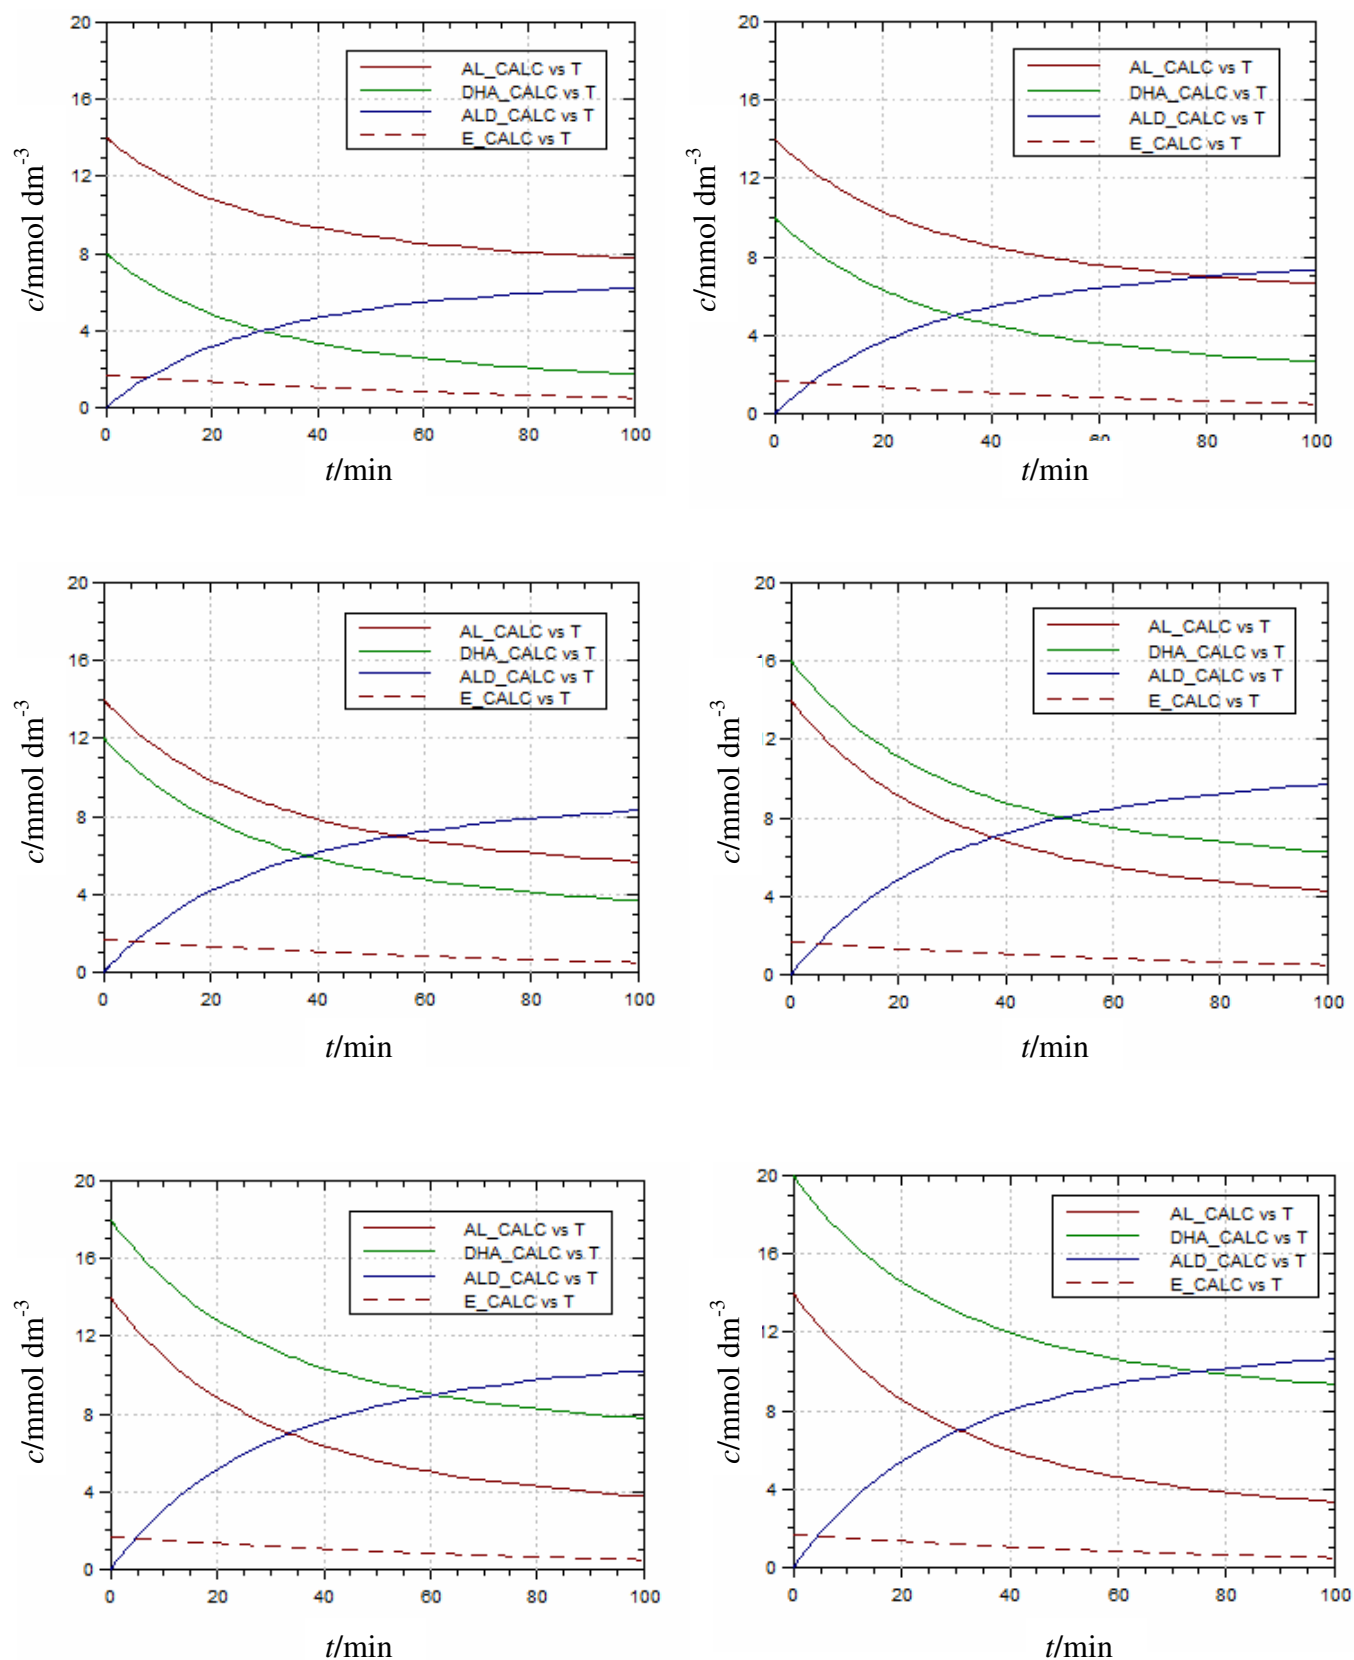 20
16
12
8
4
0
c/mmol dm-3
AL_CALC vs T
DHA_CALC vs T
ALD_CALC vs T
E_CALC vs T
0 20 40 60 80 100
t/min
20
16
12
8
4
0
c/mmol dm-3
AL_CALC vs T
DHA_CALC vs T
ALD_CALC vs T
E_CALC vs T
0 20 40 80 100
t/min
20
16
12
8
4
0
c/mmol dm-3
AL_CALC vs T
DHA_CALC vs T
ALD_CALC vs T
E_CALC vs T
0 20 40 60 80 100
t/min
20
16
12
8
4
0
c/mmol dm-3
AL_CALC vs T
DHA_CALC vs T
ALD_CALC vs T
E_CALC vs T
0 20 40 60 80 100
t/min
20
16
12
8
4
0
c/mmol dm-3
AL_CALC vs T
DHA_CALC vs T
ALD_CALC vs T
E_CALC vs T
0 20 40 60 80 100
t/min
20
16
12
8
4
0
c/mmol dm-3
AL_CALC vs T
DHA_CALC vs T
ALD_CALC vs T
E_CALC vs T
0 20 40 60 80 100
t/min